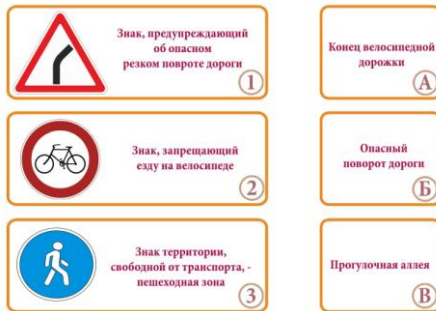 Знак, предупреждающий
об опасном
резком повроте дороги
1
Конец велосипедной
дорожки
А
Знак, запрещающий
езду на велосипеде
2
Опасный
поворот дороги
Б
Знак территории,
свободной от транспорта, -
пешеходная зона
3
Прогулочная аллея
В